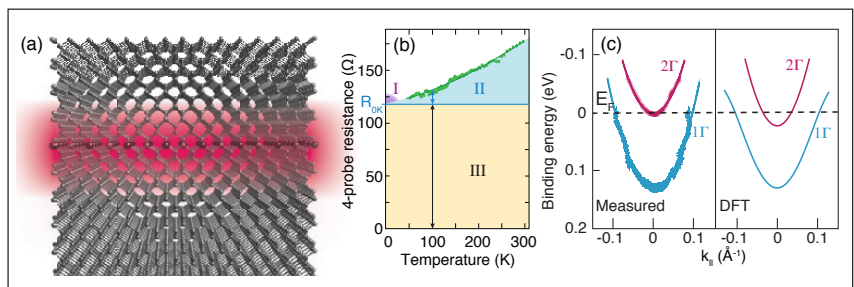 (a)
(b)
4-probe resistance (Ω)
150
R0K
100
50
0
I
II
III
0
100
200
300
Temperature (K)
(c)
Binding energy (eV)
-0.1
0
0.1
0.2
EF
2Γ
1Γ
Measured
2Γ
1Γ
DFT
-0.1
0
0.1
-0.1
0
0.1
k|| (Å-1)